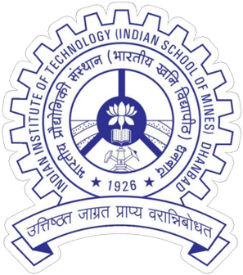 INDIAN INSTITUTE OF TECHNOLOGY (INDIAN SCHOOL OF MINES) DHANBAD
भारतीय प्रौद्योगिकी संस्थान (भारतीय खनि विद्यापीठ) धनबाद
★ 1926 ★
उत्तिष्ठत जाग्रत प्राप्य वरान्निबोधत